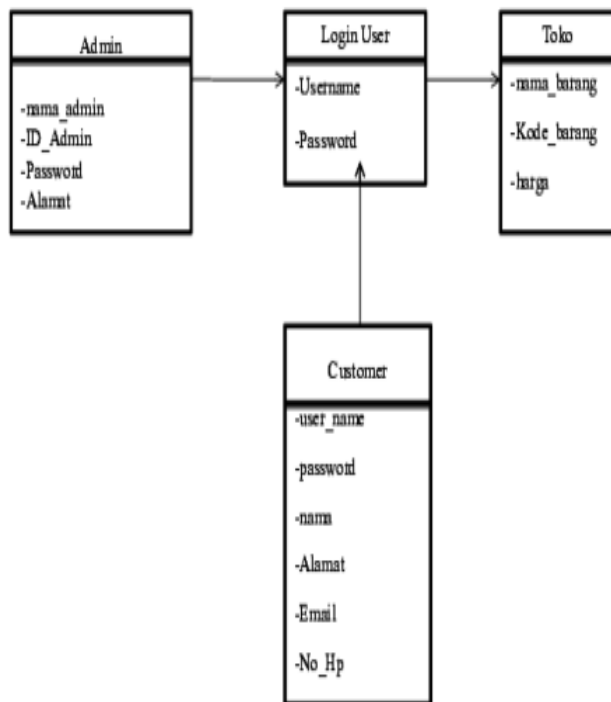 Admin
-nama_admin
-ID_Admin
-Password
-Alamat
Login User
-Username
-Password
Toko
-nama_barang
-Kode_barang
-harga
Customer
-user_name
-password
-nama
-Alamat
-Email
-No_Hp